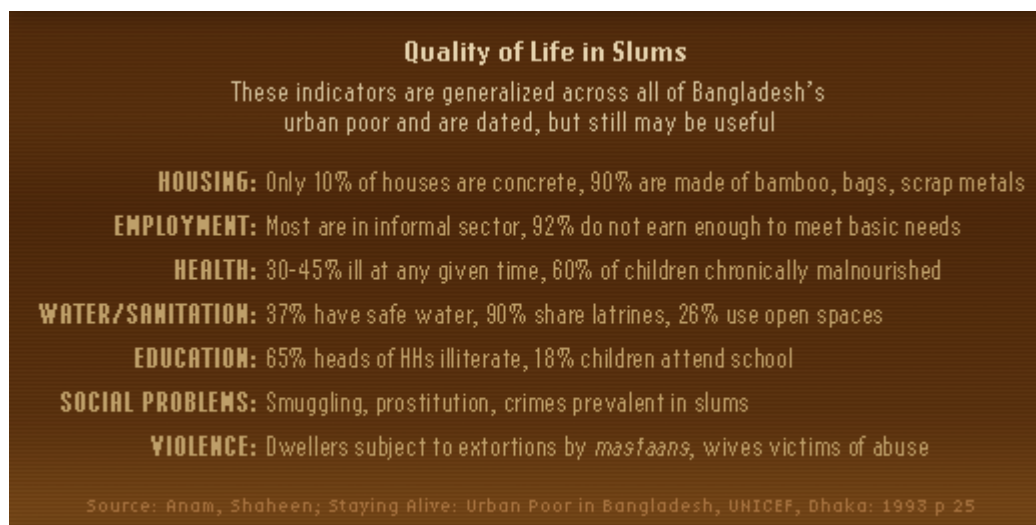 Quality of Life in Slums
These indicators are generalized across all of Bangladesh's
urban poor and are dated, but still may be useful
HOUSING: Only 10% of houses are concrete, 90% are made of bamboo, bags, scrap metals
EMPLOYMENT: Most are in informal sector, 92% do not earn enough to meet basic needs
HEALTH: 30-45% ill at any given time, 60% of children chronically malnourished
WATER/SANITATION: 37% have safe water, 90% share latrines, 26% use open spaces
EDUCATION: 65% heads of HHs illiterate, 18% children attend school
SOCIAL PROBLEMS: Smuggling, prostitution, crimes prevalent in slums
VIOLENCE: Dwellers subject to extortions by mastaans, wives victims of abuse
Source: Anam, Shaheen; Staying Alive: Urban Poor in Bangladesh, UNICEF, Dhaka: 1993 p 25